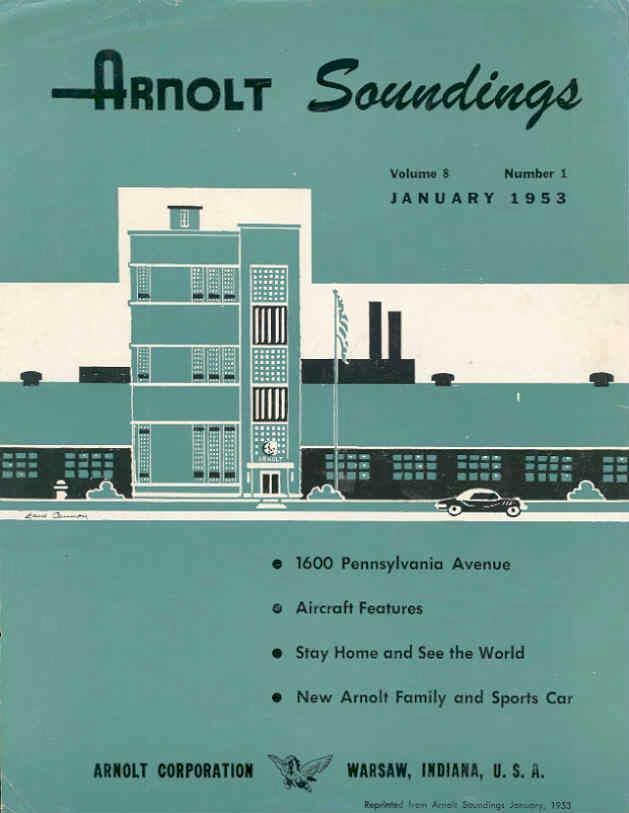 ARNOLT Soundings
Volume 8 Number 1
JANUARY 1953
ARNOLT
1600 Pennsylvania Avenue
Aircraft Features
Stay Home and See the World
New Arnolt Family and Sports Car
ARNOLT CORPORATION WARSAW, INDIANA, U. S. A.
Reprinted from Arnolt Soundings January, 1953